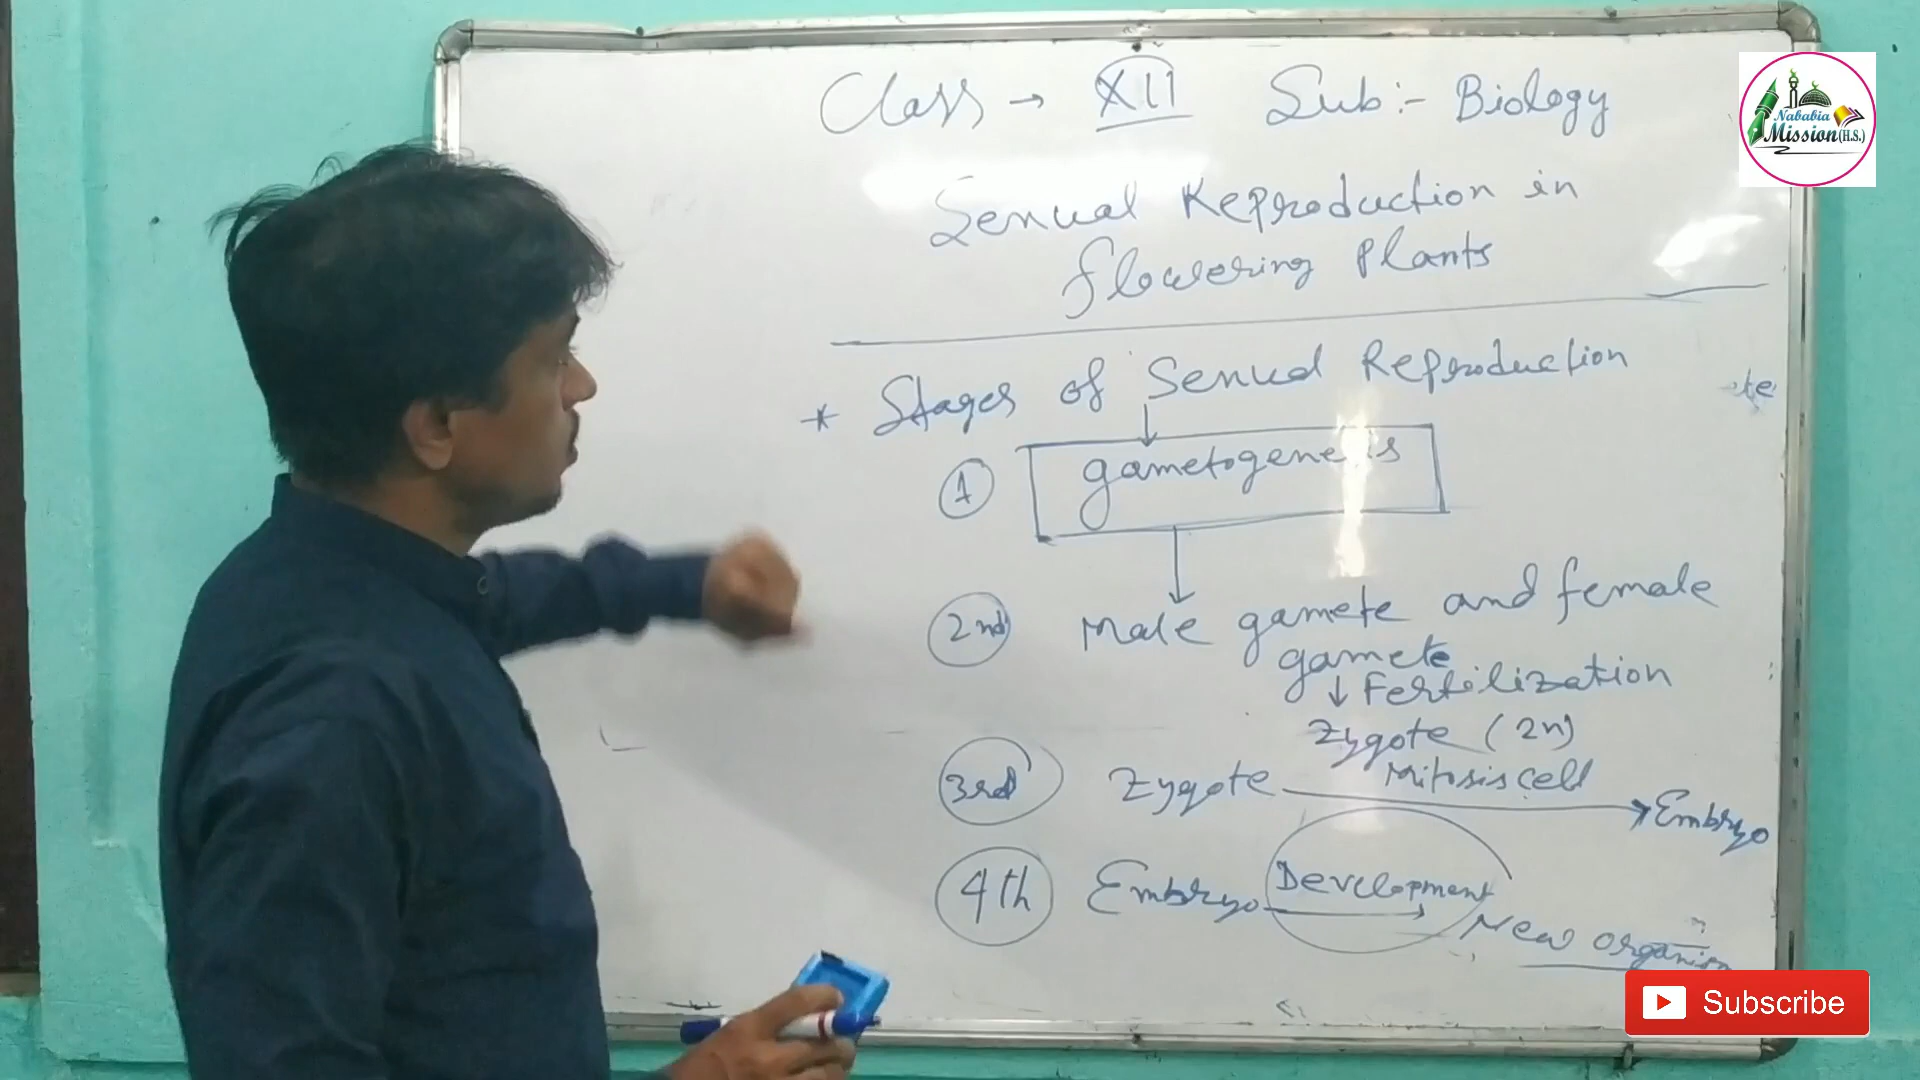 Class → XII Sub:- Biology
Nababia
Mission (H.S.)
Sexual Reproduction in
flowering Plants
* Stages of Sexual Reproduction
te
1 gametogenesis
2nd Male gamete and female
gamete
↓ Fertilization
Zygote (2n)
Mitosis cell
3rd Zygote → Embryo
4th Embryo Development → New organism
Subscribe